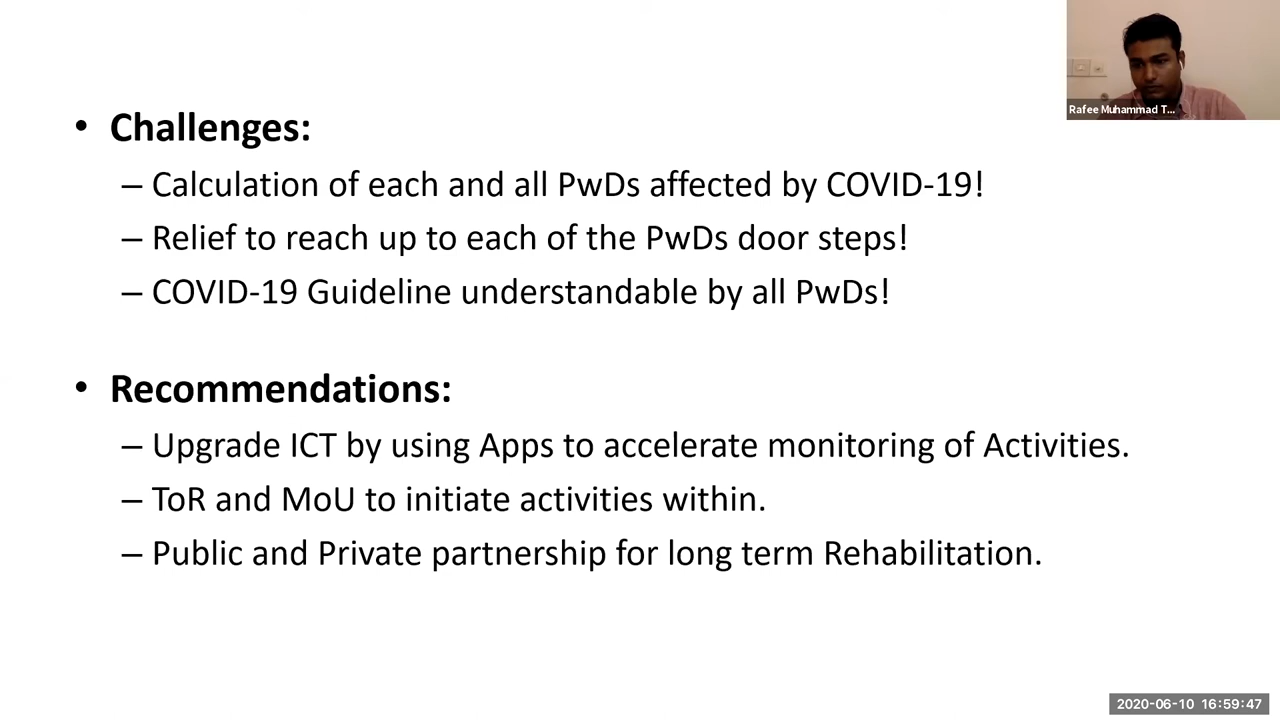 Rafee Muhammad T...
• Challenges:
– Calculation of each and all PwDs affected by COVID-19!
– Relief to reach up to each of the PwDs door steps!
– COVID-19 Guideline understandable by all PwDs!
• Recommendations:
– Upgrade ICT by using Apps to accelerate monitoring of Activities.
– ToR and MoU to initiate activities within.
– Public and Private partnership for long term Rehabilitation.
2020-06-10 16:59:47